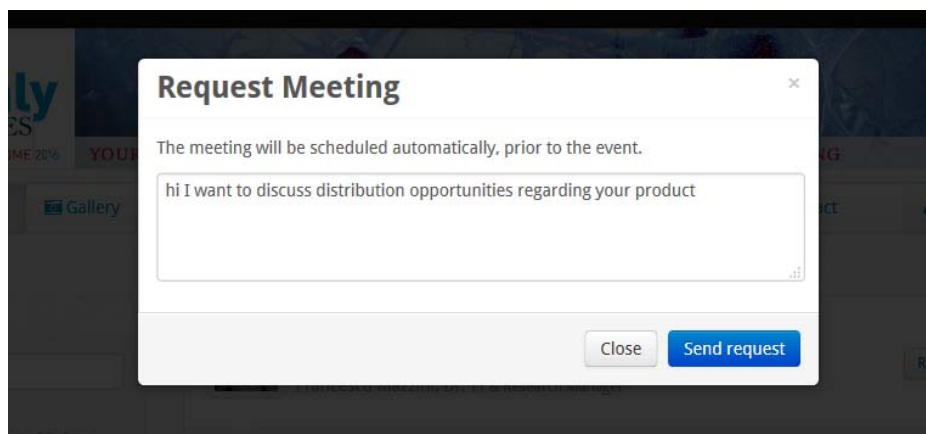 Request Meeting
×
The meeting will be scheduled automatically, prior to the event.
hi I want to discuss distribution opportunities regarding your product
YOUR
Gallery
Close
Send request